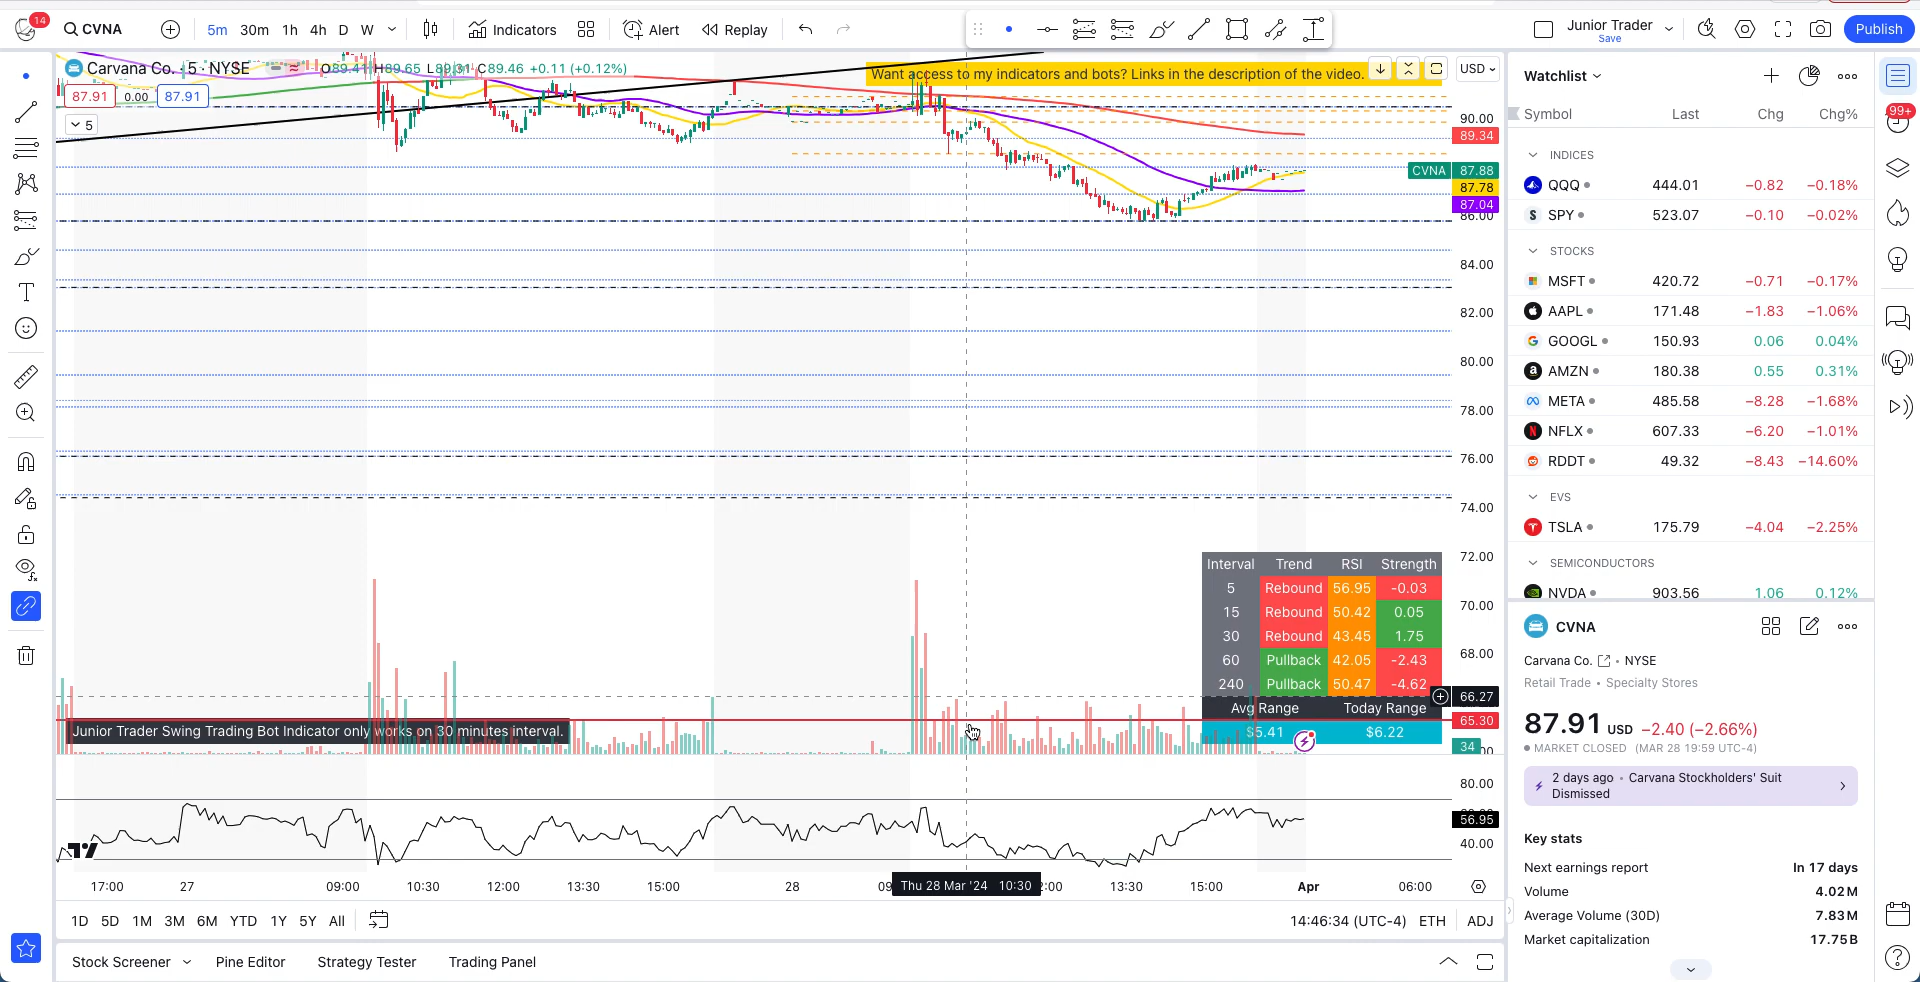 14
CVNA
5m 30m 1h 4h D W
Indicators
Alert
Replay
Junior Trader
Save
Publish
Carvana Co. · 5 · NYSE
O89.41 H89.65 L89.31 C89.46 +0.11 (+0.12%)
87.91 0.00 87.91
5
Want access to my indicators and bots? Links in the description of the video.
USD
90.00
89.34
CVNA 87.88
87.78
87.04
86.00
84.00
82.00
80.00
78.00
76.00
74.00
72.00
70.00
68.00
66.27
65.30
34
80.00
56.95
40.00
Interval Trend RSI Strength
5 Rebound 56.95 -0.03
15 Rebound 50.42 0.05
30 Rebound 43.45 1.75
60 Pullback 42.05 -2.43
240 Pullback 50.47 -4.62
Avg Range Today Range
$5.41 $6.22
Junior Trader Swing Trading Bot Indicator only works on 30 minutes interval.
17:00 27 09:00 10:30 12:00 13:30 15:00 28 09 Thu 28 Mar '24 10:30 2:00 13:30 15:00 Apr 06:00
1D 5D 1M 3M 6M YTD 1Y 5Y All
14:46:34 (UTC-4) ETH ADJ
Stock Screener Pine Editor Strategy Tester Trading Panel
Watchlist
Symbol Last Chg Chg%
INDICES
QQQ 444.01 −0.82 −0.18%
SPY 523.07 −0.10 −0.02%
STOCKS
MSFT 420.72 −0.71 −0.17%
AAPL 171.48 −1.83 −1.06%
GOOGL 150.93 0.06 0.04%
AMZN 180.38 0.55 0.31%
META 485.58 −8.28 −1.68%
NFLX 607.33 −6.20 −1.01%
RDDT 49.32 −8.43 −14.60%
EVS
TSLA 175.79 −4.04 −2.25%
SEMICONDUCTORS
NVDA 903.56 1.06 0.12%
CVNA
Carvana Co. • NYSE
Retail Trade • Specialty Stores
87.91 USD −2.40 (−2.66%)
MARKET CLOSED (MAR 28 19:59 UTC-4)
2 days ago • Carvana Stockholders' Suit
Dismissed
Key stats
Next earnings report In 17 days
Volume 4.02M
Average Volume (30D) 7.83M
Market capitalization 17.75B
99+